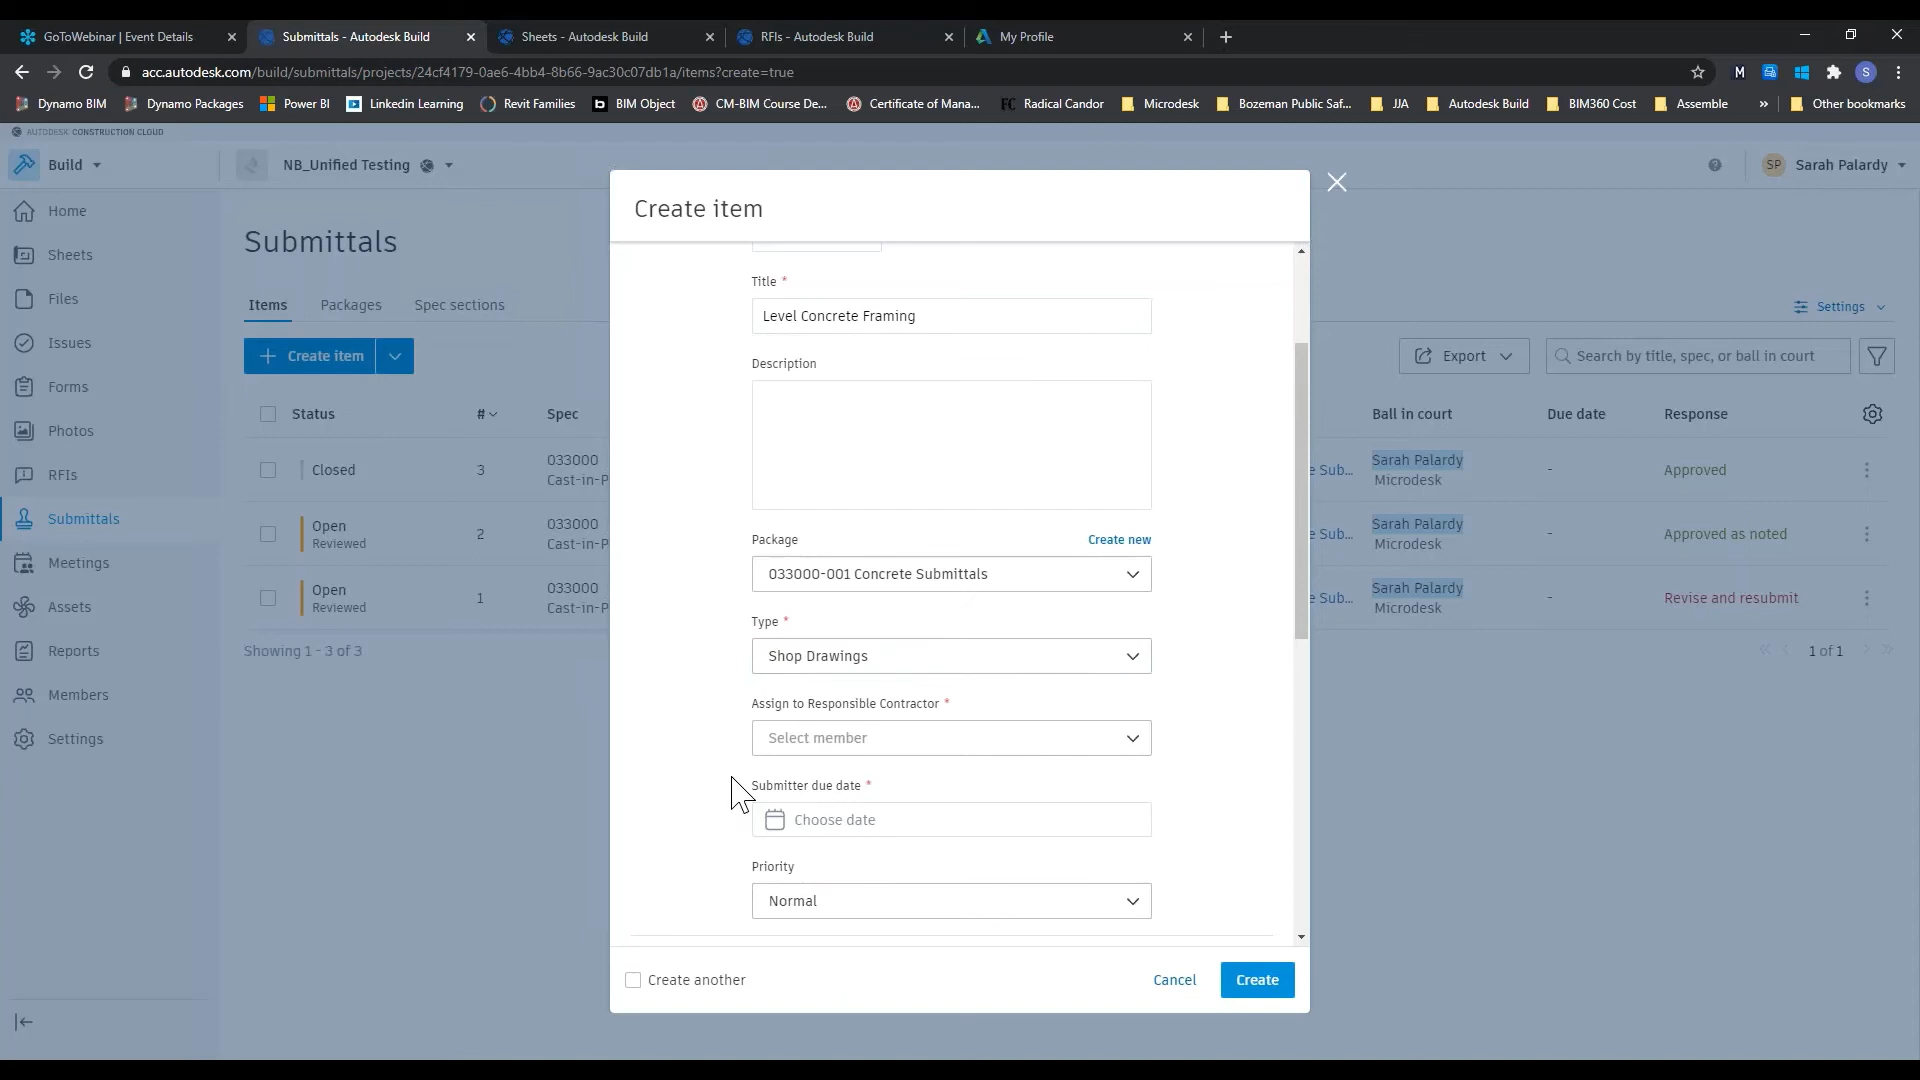 GoToWebinar | Event Details
Submittals - Autodesk Build
Sheets - Autodesk Build
RFIs - Autodesk Build
My Profile
acc.autodesk.com/build/submittals/projects/24cf4179-0ae6-4bb4-8b66-9ac30c07db1a/items?create=true
M
S
Dynamo BIM
Dynamo Packages
Power BI
Linkedin Learning
Revit Families
b BIM Object
CM-BIM Course De...
Certificate of Mana...
FC Radical Candor
Microdesk
Bozeman Public Saf...
JJA
Autodesk Build
BIM360 Cost
Assemble
»
Other bookmarks
AUTODESK CONSTRUCTION CLOUD
Build
NB_Unified Testing
SP Sarah Palardy
Home
Sheets
Files
Issues
Forms
Photos
RFIs
Submittals
Meetings
Assets
Reports
Members
Settings
Submittals
Items Packages Spec sections
Settings
+ Create item
Export
Search by title, spec, or ball in court
Status # Spec
Ball in court Due date Response
Closed 3 033000
Cast-in-P
e Sub... Sarah Palardy
Microdesk
- Approved
Open
Reviewed
2 033000
Cast-in-P
e Sub... Sarah Palardy
Microdesk
- Approved as noted
Open
Reviewed
1 033000
Cast-in-P
e Sub... Sarah Palardy
Microdesk
- Revise and resubmit
Showing 1 - 3 of 3
1 of 1
Create item
Title *
Level Concrete Framing
Description
Package Create new
033000-001 Concrete Submittals
Type *
Shop Drawings
Assign to Responsible Contractor *
Select member
Submitter due date *
Choose date
Priority
Normal
Create another
Cancel
Create